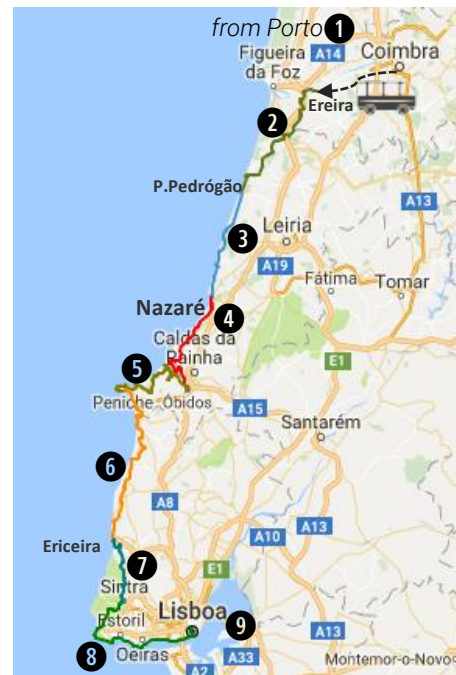 from Porto 1
Figueira da Foz
A14
Coimbra
Ereira
2
P.Pedrógão
A13
3
Leiria
A19
Fátima
Tomar
Nazaré
4
Caldas da Rainha
5
E1
Peniche
Óbidos
A15
Santarém
6
A8
A13
A10
Ericeira
7
E1
Sintra
Lisboa
Estoril
9
A13
8
Oeiras
A2
A33
Montemor-o-Novo